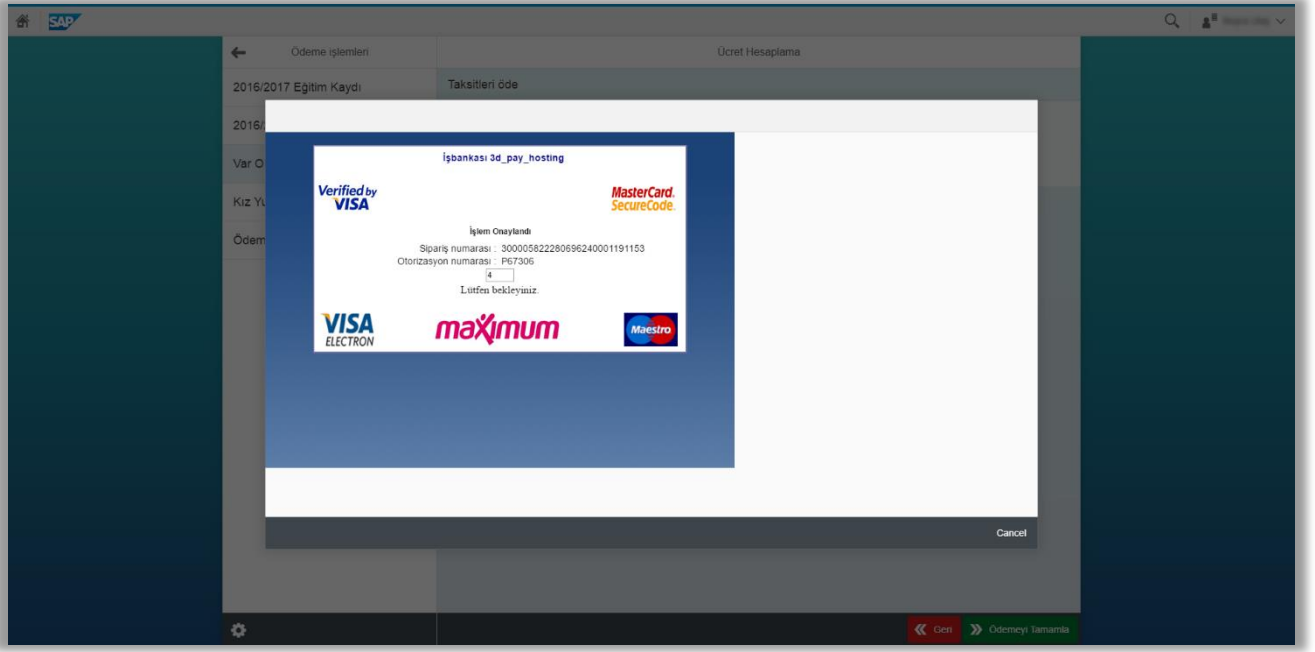 SAP
Ödeme işlemleri
Ücret Hesaplama
2016/2017 Eğitim Kaydı
Taksitleri öde
2016/
Var O
Kız Yu
Ödem
İşbankası 3d_pay_hosting
Verified by
VISA
MasterCard.
SecureCode.
İşlem Onaylandı
Sipariş numarası : 300005822280696240001191153
Otorizasyon numarası : P67306
4
Lütfen bekleyiniz.
VISA
ELECTRON
maximum
Maestro
Cancel
Geri
Ödemeyi Tamamla